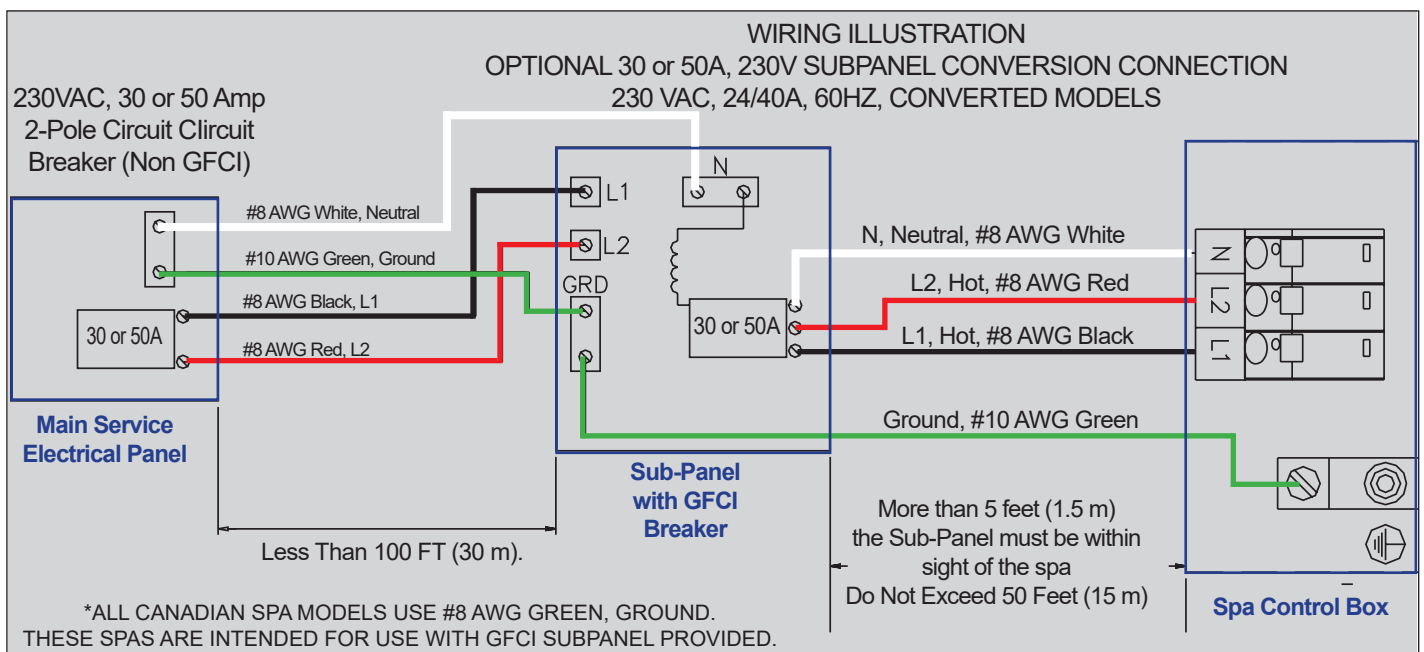 WIRING ILLUSTRATION
OPTIONAL 30 or 50A, 230V SUBPANEL CONVERSION CONNECTION
230 VAC, 24/40A, 60HZ, CONVERTED MODELS
230VAC, 30 or 50 Amp
2-Pole Circuit Clircuit
Breaker (Non GFCI)
#8 AWG White, Neutral
#10 AWG Green, Ground
#8 AWG Black, L1
#8 AWG Red, L2
30 or 50A
Main Service
Electrical Panel
L1
L2
GRD
N
30 or 50A
Sub-Panel
with GFCI
Breaker
N, Neutral, #8 AWG White
L2, Hot, #8 AWG Red
L1, Hot, #8 AWG Black
Ground, #10 AWG Green
N
L2
L1
Less Than 100 FT (30 m).
More than 5 feet (1.5 m)
the Sub-Panel must be within
sight of the spa
Do Not Exceed 50 Feet (15 m)
Spa Control Box
*ALL CANADIAN SPA MODELS USE #8 AWG GREEN, GROUND.
THESE SPAS ARE INTENDED FOR USE WITH GFCI SUBPANEL PROVIDED.